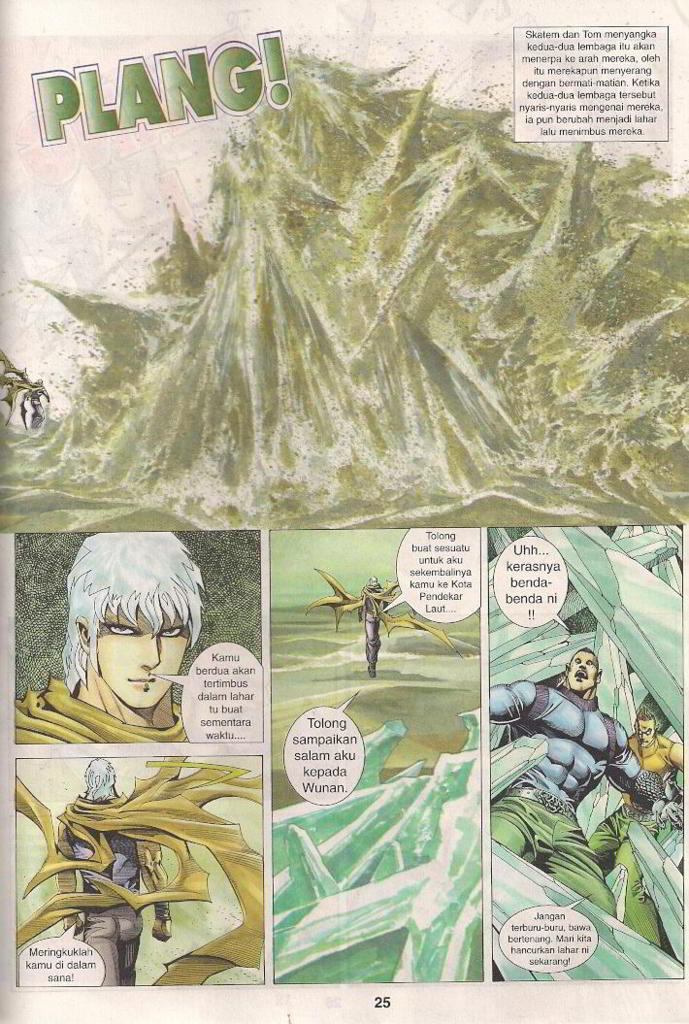 PLANG!
Skatem dan Tom menyangka
kedua-dua lembaga itu akan
menerpa ke arah mereka, oleh
itu merekapun menyerang
dengan bermati-matian. Ketika
kedua-dua lembaga tersebut
nyaris-nyaris mengenai mereka,
ia pun berubah menjadi lahar
lalu menimbus mereka.
Kamu
berdua akan
tertimbus
dalam lahar
tu buat
sementara
waktu....
Meringkuklah
kamu di dalam
sana!
Tolong
buat sesuatu
untuk aku
sekembalinya
kamu ke Kota
Pendekar
Laut....
Tolong
sampaikan
salam aku
kepada
Wunan.
Uhh...
kerasnya
benda-
benda ni
!!
Jangan
terburu-buru, bawa
bertenang. Mari kita
hancurkan lahar ni
sekarang!
25